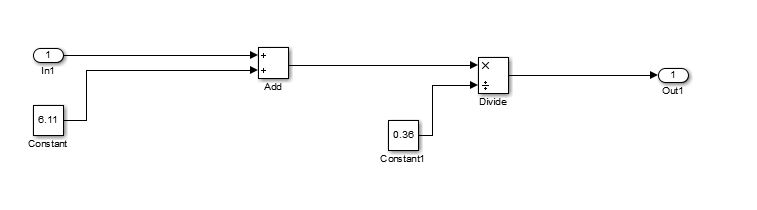 1
In1
+
+
Add
6.11
Constant
×
÷
Divide
0.36
Constant1
1
Out1